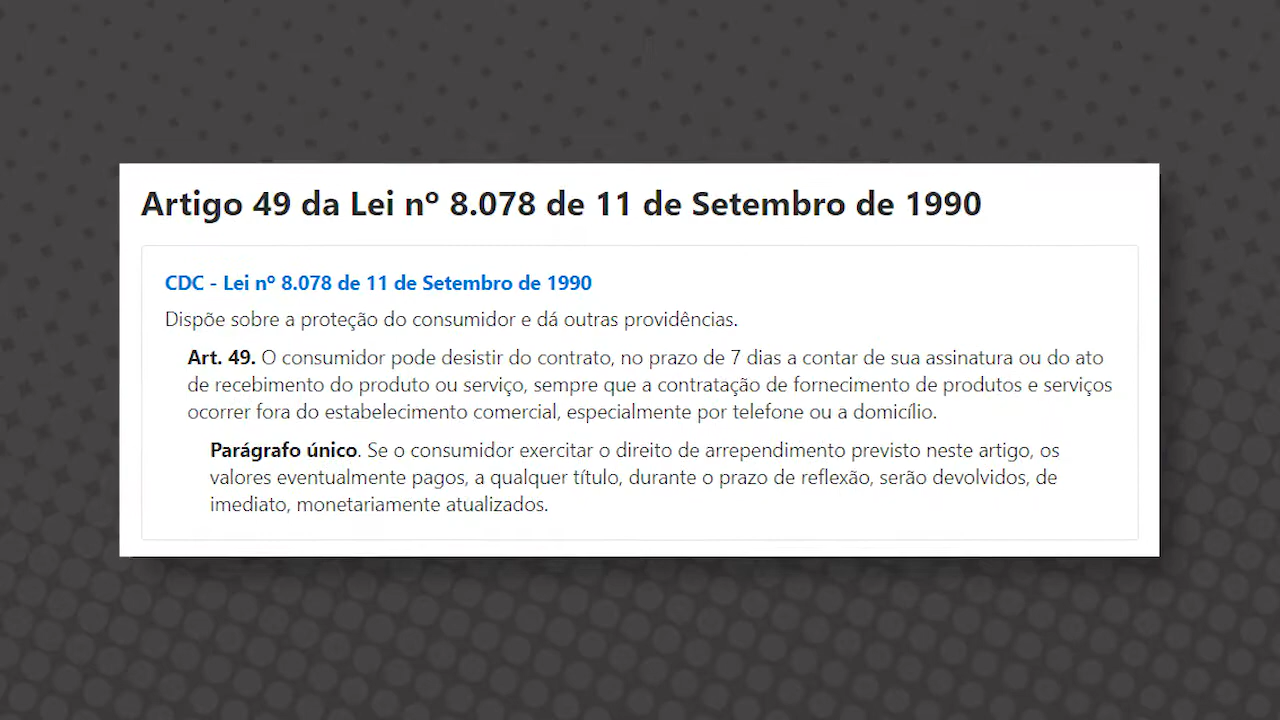 Artigo 49 da Lei nº 8.078 de 11 de Setembro de 1990
CDC - Lei nº 8.078 de 11 de Setembro de 1990
Dispõe sobre a proteção do consumidor e dá outras providências.
Art. 49. O consumidor pode desistir do contrato, no prazo de 7 dias a contar de sua assinatura ou do ato
de recebimento do produto ou serviço, sempre que a contratação de fornecimento de produtos e serviços
ocorrer fora do estabelecimento comercial, especialmente por telefone ou a domicílio.
Parágrafo único. Se o consumidor exercitar o direito de arrependimento previsto neste artigo, os
valores eventualmente pagos, a qualquer título, durante o prazo de reflexão, serão devolvidos, de
imediato, monetariamente atualizados.